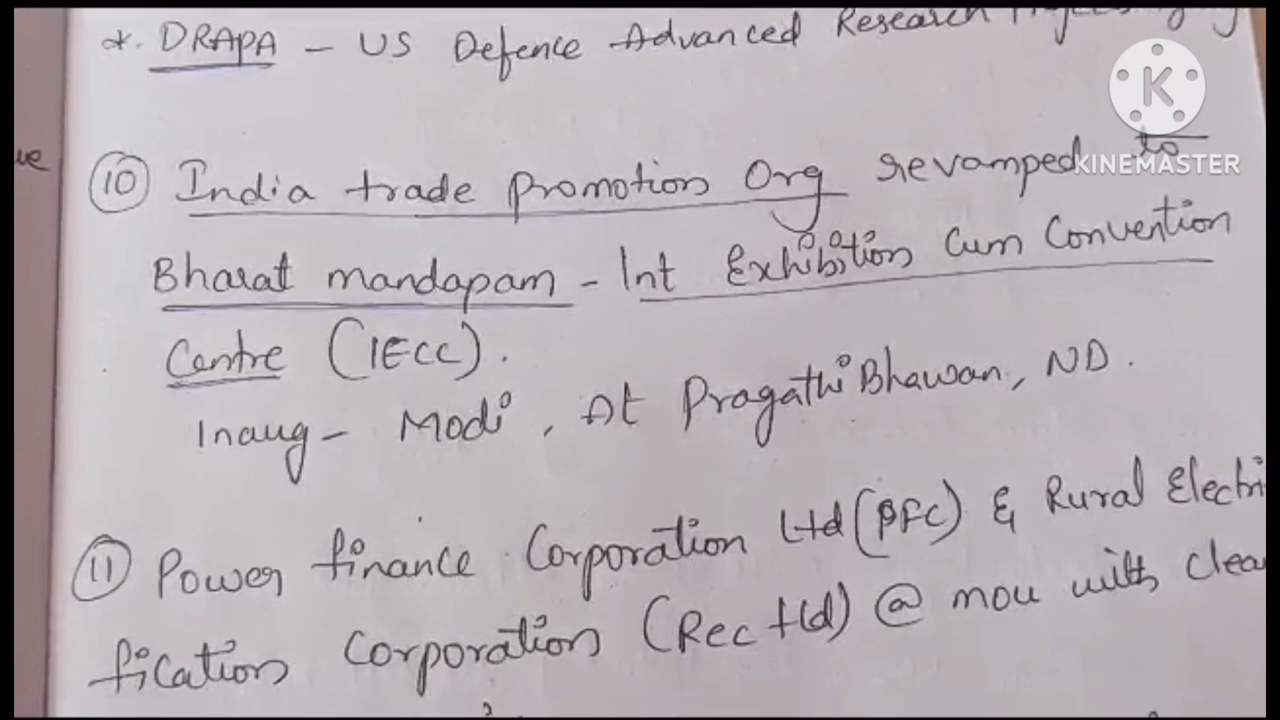 *. DRAPA - US Defence Advanced Research
K
KINEMASTER
ue
(10) India trade promotion Org revamped to
Bharat mandapam - Int Exhibition Cum Convention
Centre (IECC).
Inaug - Modi, At Pragathi Bhawan, ND.
(11) Power finance Corporation Ltd (PFC) & Rural Electri
fication Corporation (Rec Ltd) @ mou with Clea